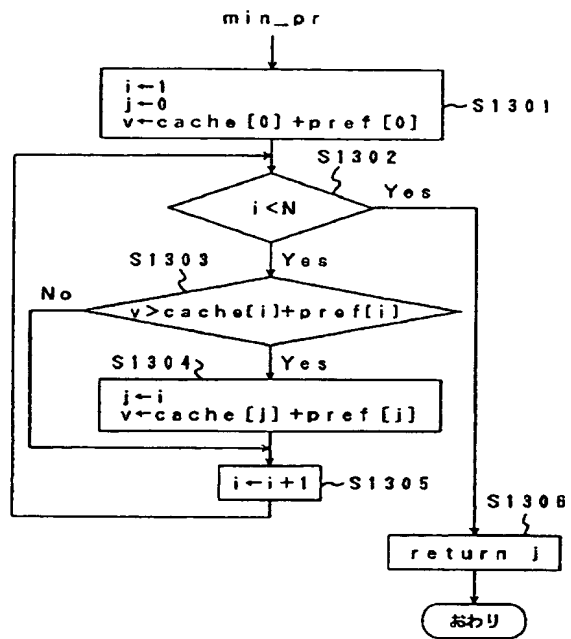 min_pr
i←1
j←0
v←cache[0]+pref[0]
S1301
S1302
i<N
Yes
Yes
S1303
No
v>cache[i]+pref[i]
S1304
Yes
j←i
v←cache[j]+pref[j]
i←i+1
S1305
S1306
return j
おわり